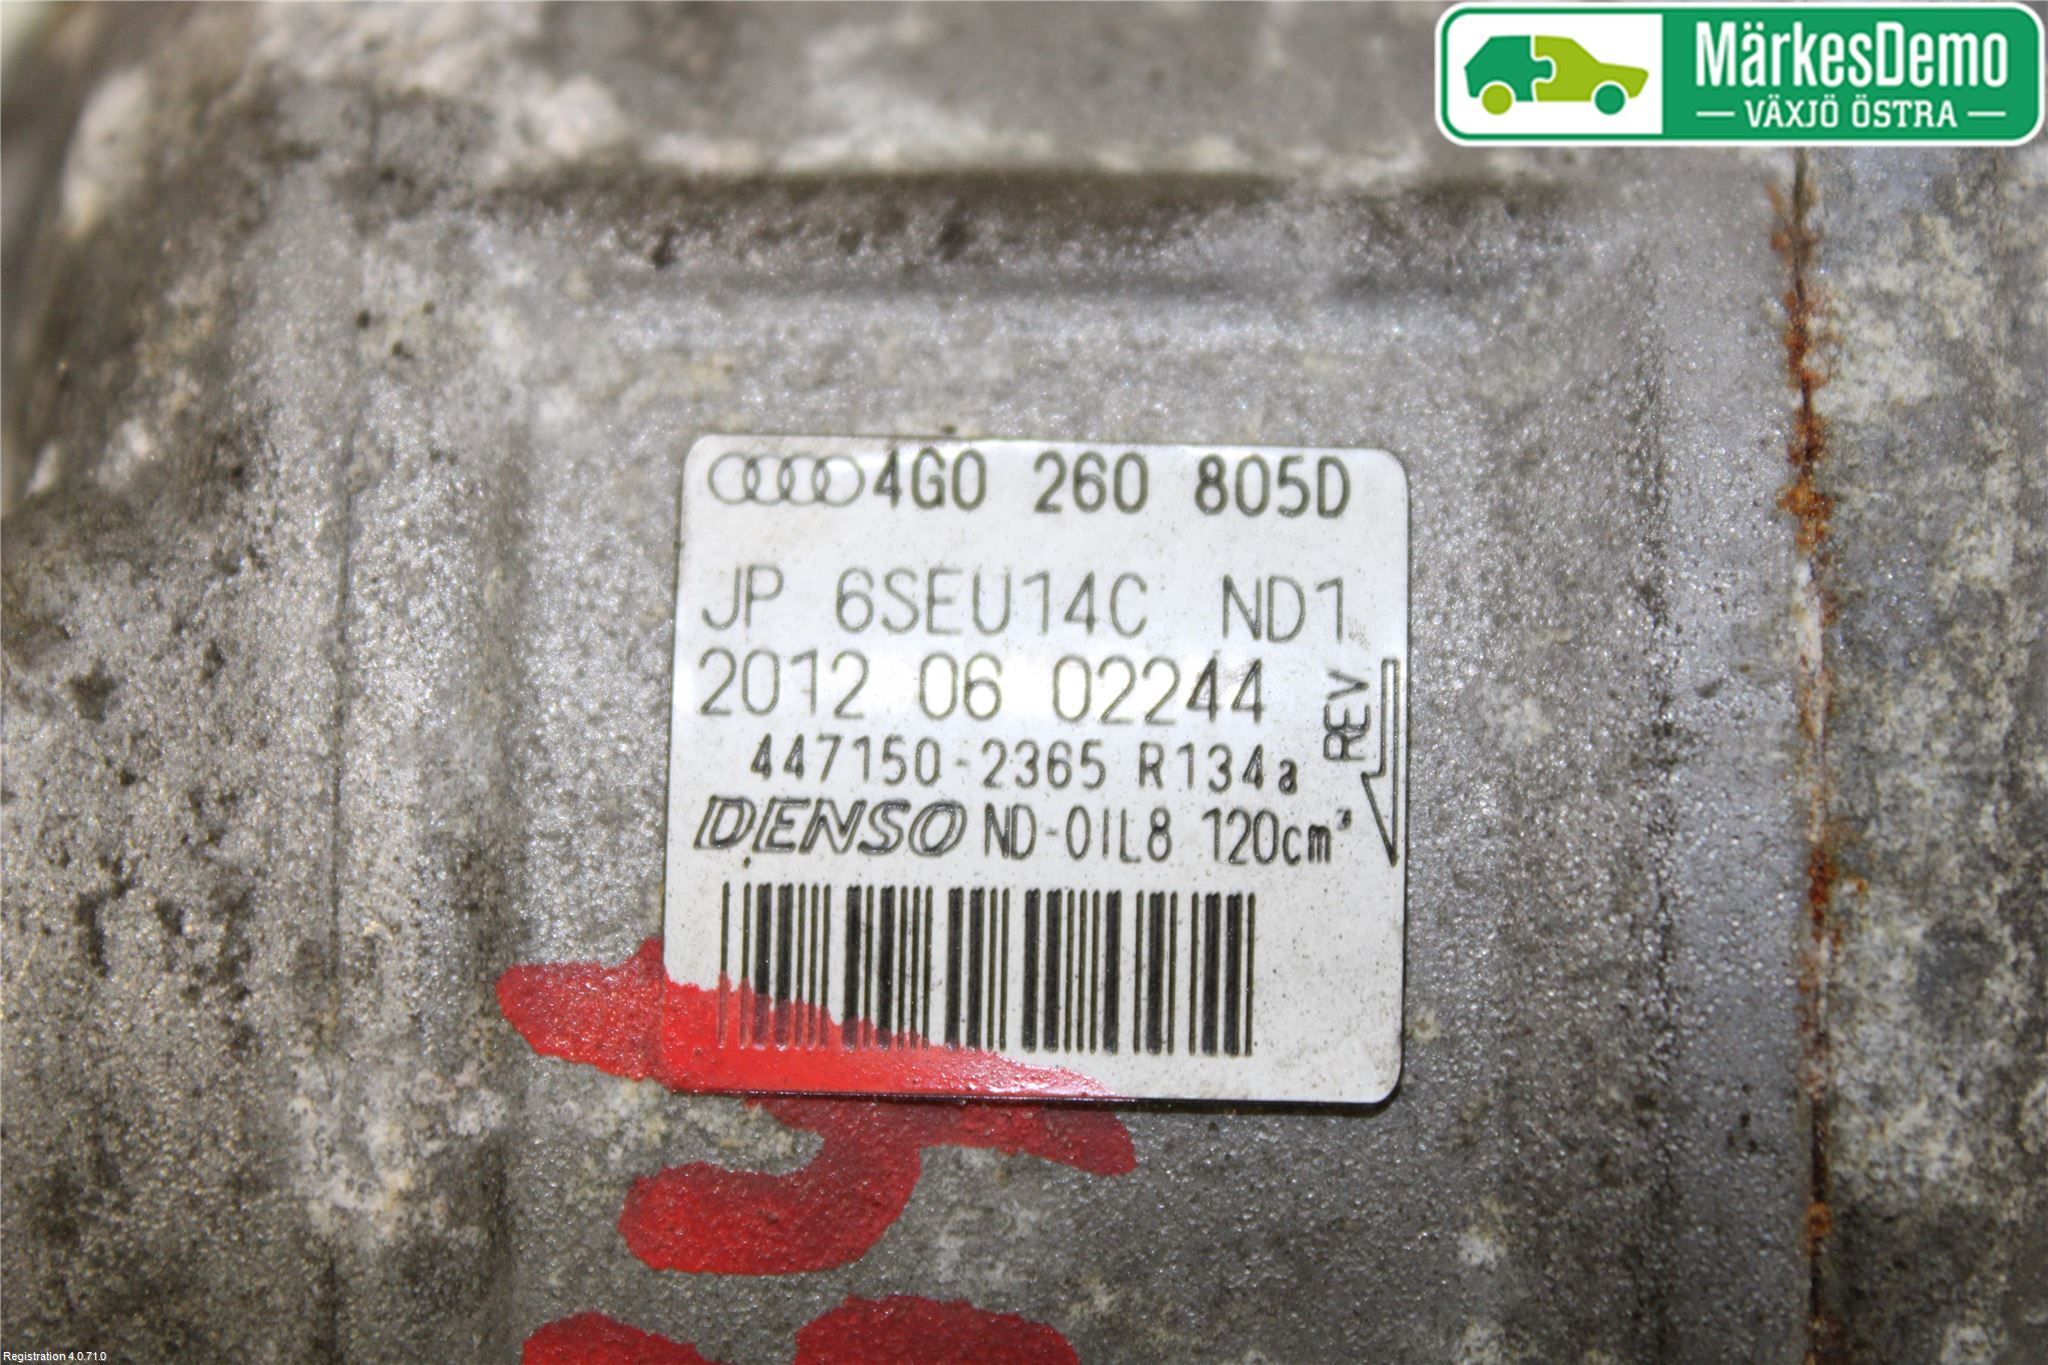 MärkesDemo
VÄXJÖ ÖSTRA
4G0 260 805D
JP 6SEU14C ND1
2012 06 02244
REV
447150-2365 R134a
DENSO ND-OIL8 120cm³
Registration 4.0.71.0